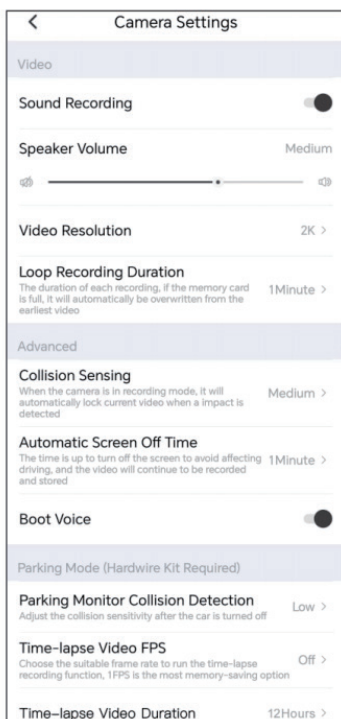 Camera Settings
Video
Sound Recording
Speaker Volume
Medium
Video Resolution
2K >
Loop Recording Duration
The duration of each recording, if the memory card
is full, it will automatically be overwritten from the
earliest video
1Minute >
Advanced
Collision Sensing
When the camera is in recording mode, it will
automatically lock current video when a impact is
detected
Medium >
Automatic Screen Off Time
The time is up to turn off the screen to avoid affecting
driving, and the video will continue to be recorded
and stored
1Minute >
Boot Voice
Parking Mode (Hardwire Kit Required)
Parking Monitor Collision Detection
Adjust the collision sensitivity after the car is turned off
Low >
Time-lapse Video FPS
Choose the suitable frame rate to run the time-lapse
recording function, 1FPS is the most memory-saving option
Off >
Time-lapse Video Duration
12Hours >